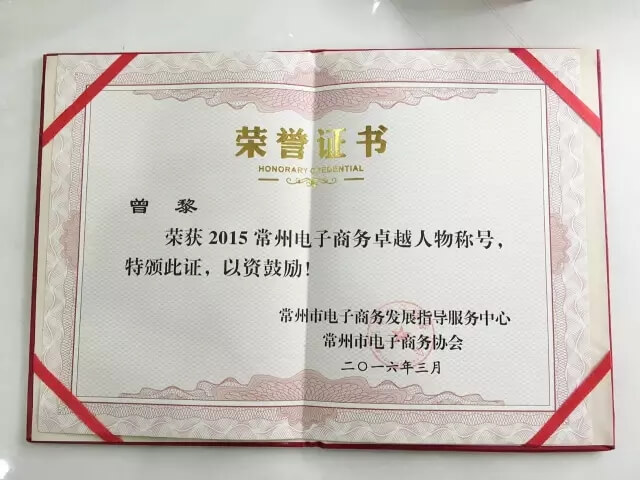 荣誉证书
HONORARY CREDENTIAL
曾 黎
荣获 2015 常州电子商务卓越人物称号，
特颁此证，以资鼓励！
常州市电子商务发展指导服务中心
常州市电子商务协会
二〇一六年三月